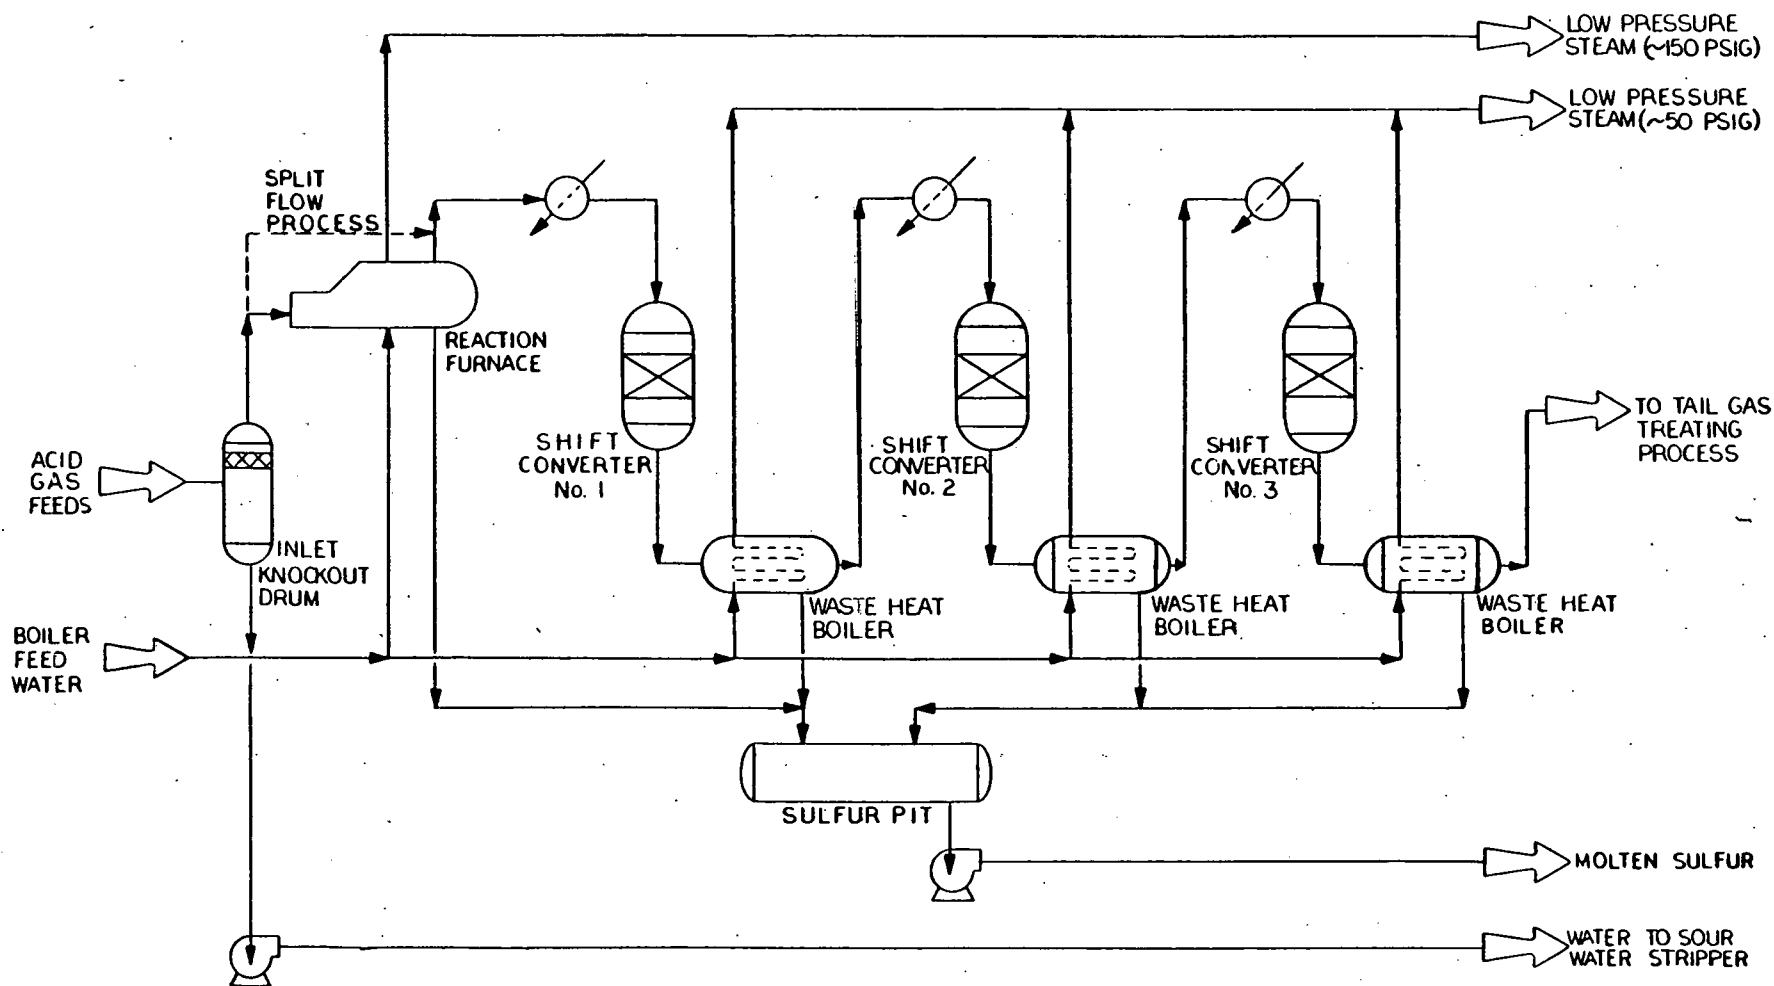 LOW PRESSURE
STEAM (~150 PSIG)
LOW PRESSURE
STEAM (~50 PSIG)
SPLIT
FLOW
PROCESS
REACTION
FURNACE
SHIFT
CONVERTER
No. 1
SHIFT
CONVERTER
No. 2
SHIFT
CONVERTER
No. 3
TO TAIL GAS
TREATING
PROCESS
ACID
GAS
FEEDS
INLET
KNOCKOUT
DRUM
WASTE HEAT
BOILER
WASTE HEAT
BOILER
WASTE HEAT
BOILER
BOILER
FEED
WATER
SULFUR PIT
MOLTEN SULFUR
WATER TO SOUR
WATER STRIPPER